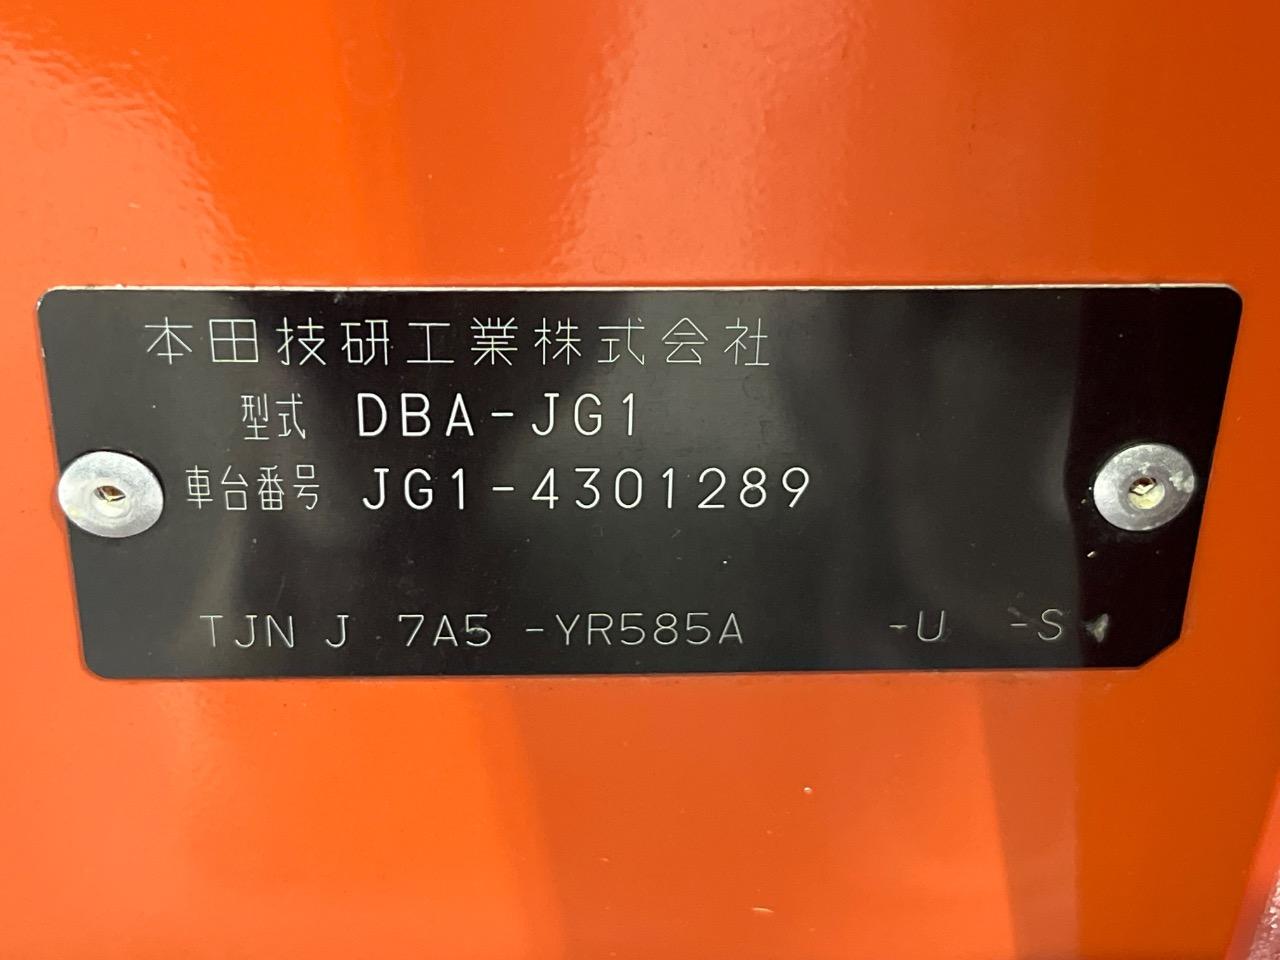 本田技研工業株式会社
型式 DBA-JG1
車台番号 JG1-4301289
TJN J 7A5 -YR585A -U -S